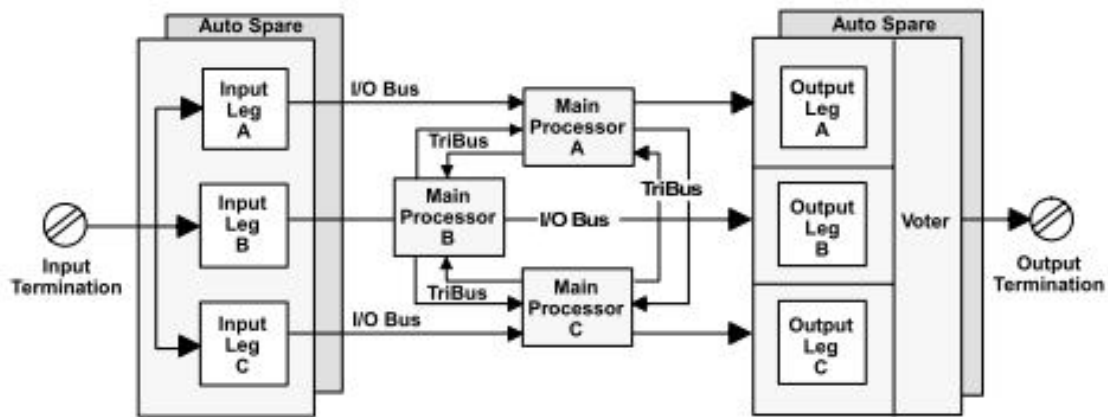 Auto Spare
Auto Spare
Input
Leg
A
I/O Bus
Main
Processor
A
Output
Leg
A
TriBus
TriBus
Input
Leg
B
Main
Processor
B
I/O Bus
Output
Leg
B
Voter
Input
Termination
Output
Termination
TriBus
Input
Leg
C
I/O Bus
Main
Processor
C
Output
Leg
C